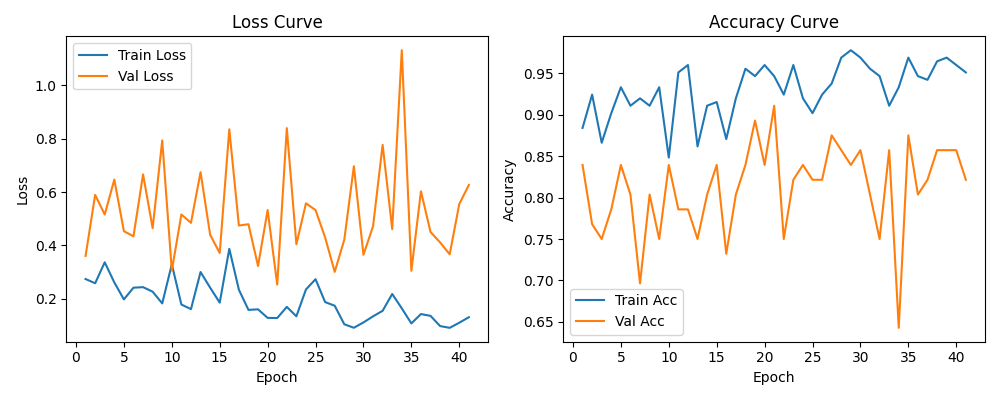 Loss Curve
Train Loss
Val Loss
1.0
0.8
0.6
0.4
0.2
Loss
0 5 10 15 20 25 30 35 40
Epoch
Accuracy Curve
0.95
0.90
0.85
0.80
0.75
0.70
0.65
Accuracy
Train Acc
Val Acc
0 5 10 15 20 25 30 35 40
Epoch